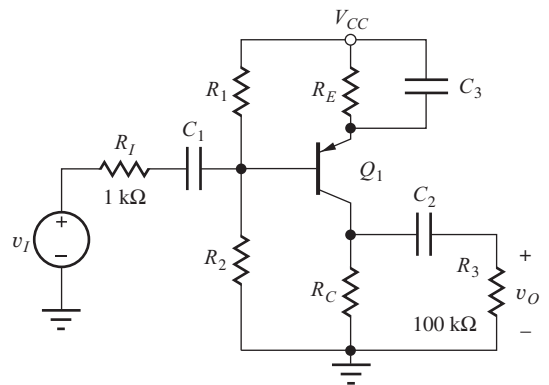 V_CC
R_1
R_E
C_3
C_1
R_I
1 kΩ
Q_1
C_2
+
v_I
−
R_2
R_C
R_3
100 kΩ
+
v_O
−